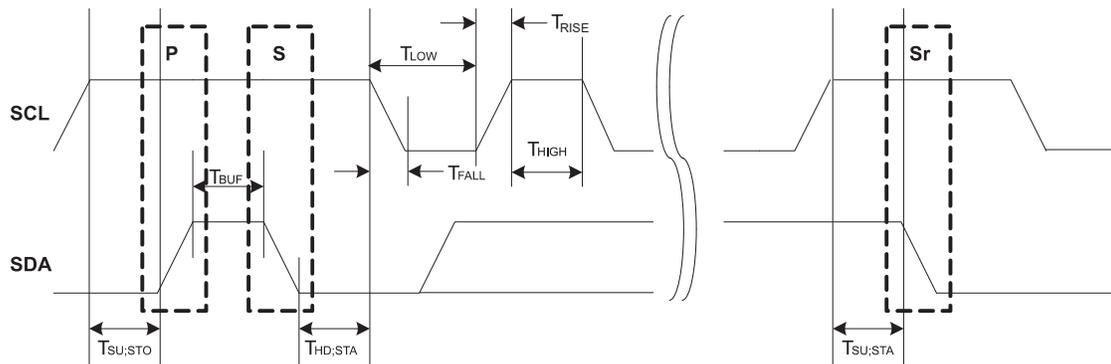 TRISE
P
S
TLOW
Sr
SCL
THIGH
TFALL
TBUF
SDA
TSU;STO
THD;STA
TSU;STA